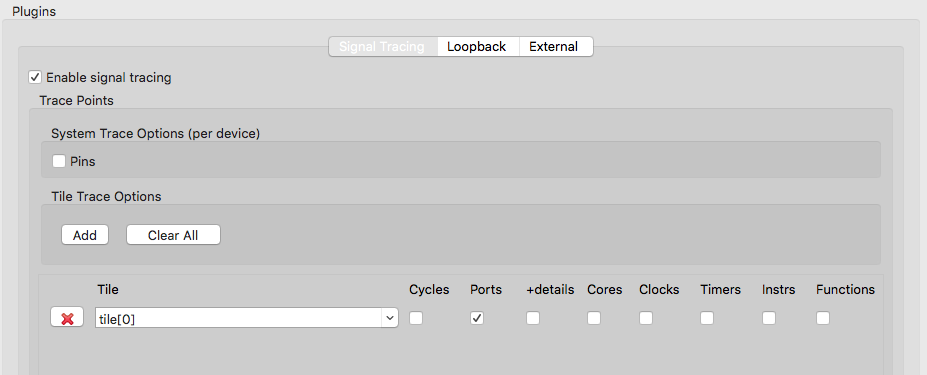 Plugins
Signal Tracing Loopback External
Enable signal tracing
Trace Points
System Trace Options (per device)
Pins
Tile Trace Options
Add Clear All
Tile Cycles Ports +details Cores Clocks Timers Instrs Functions
tile[0]